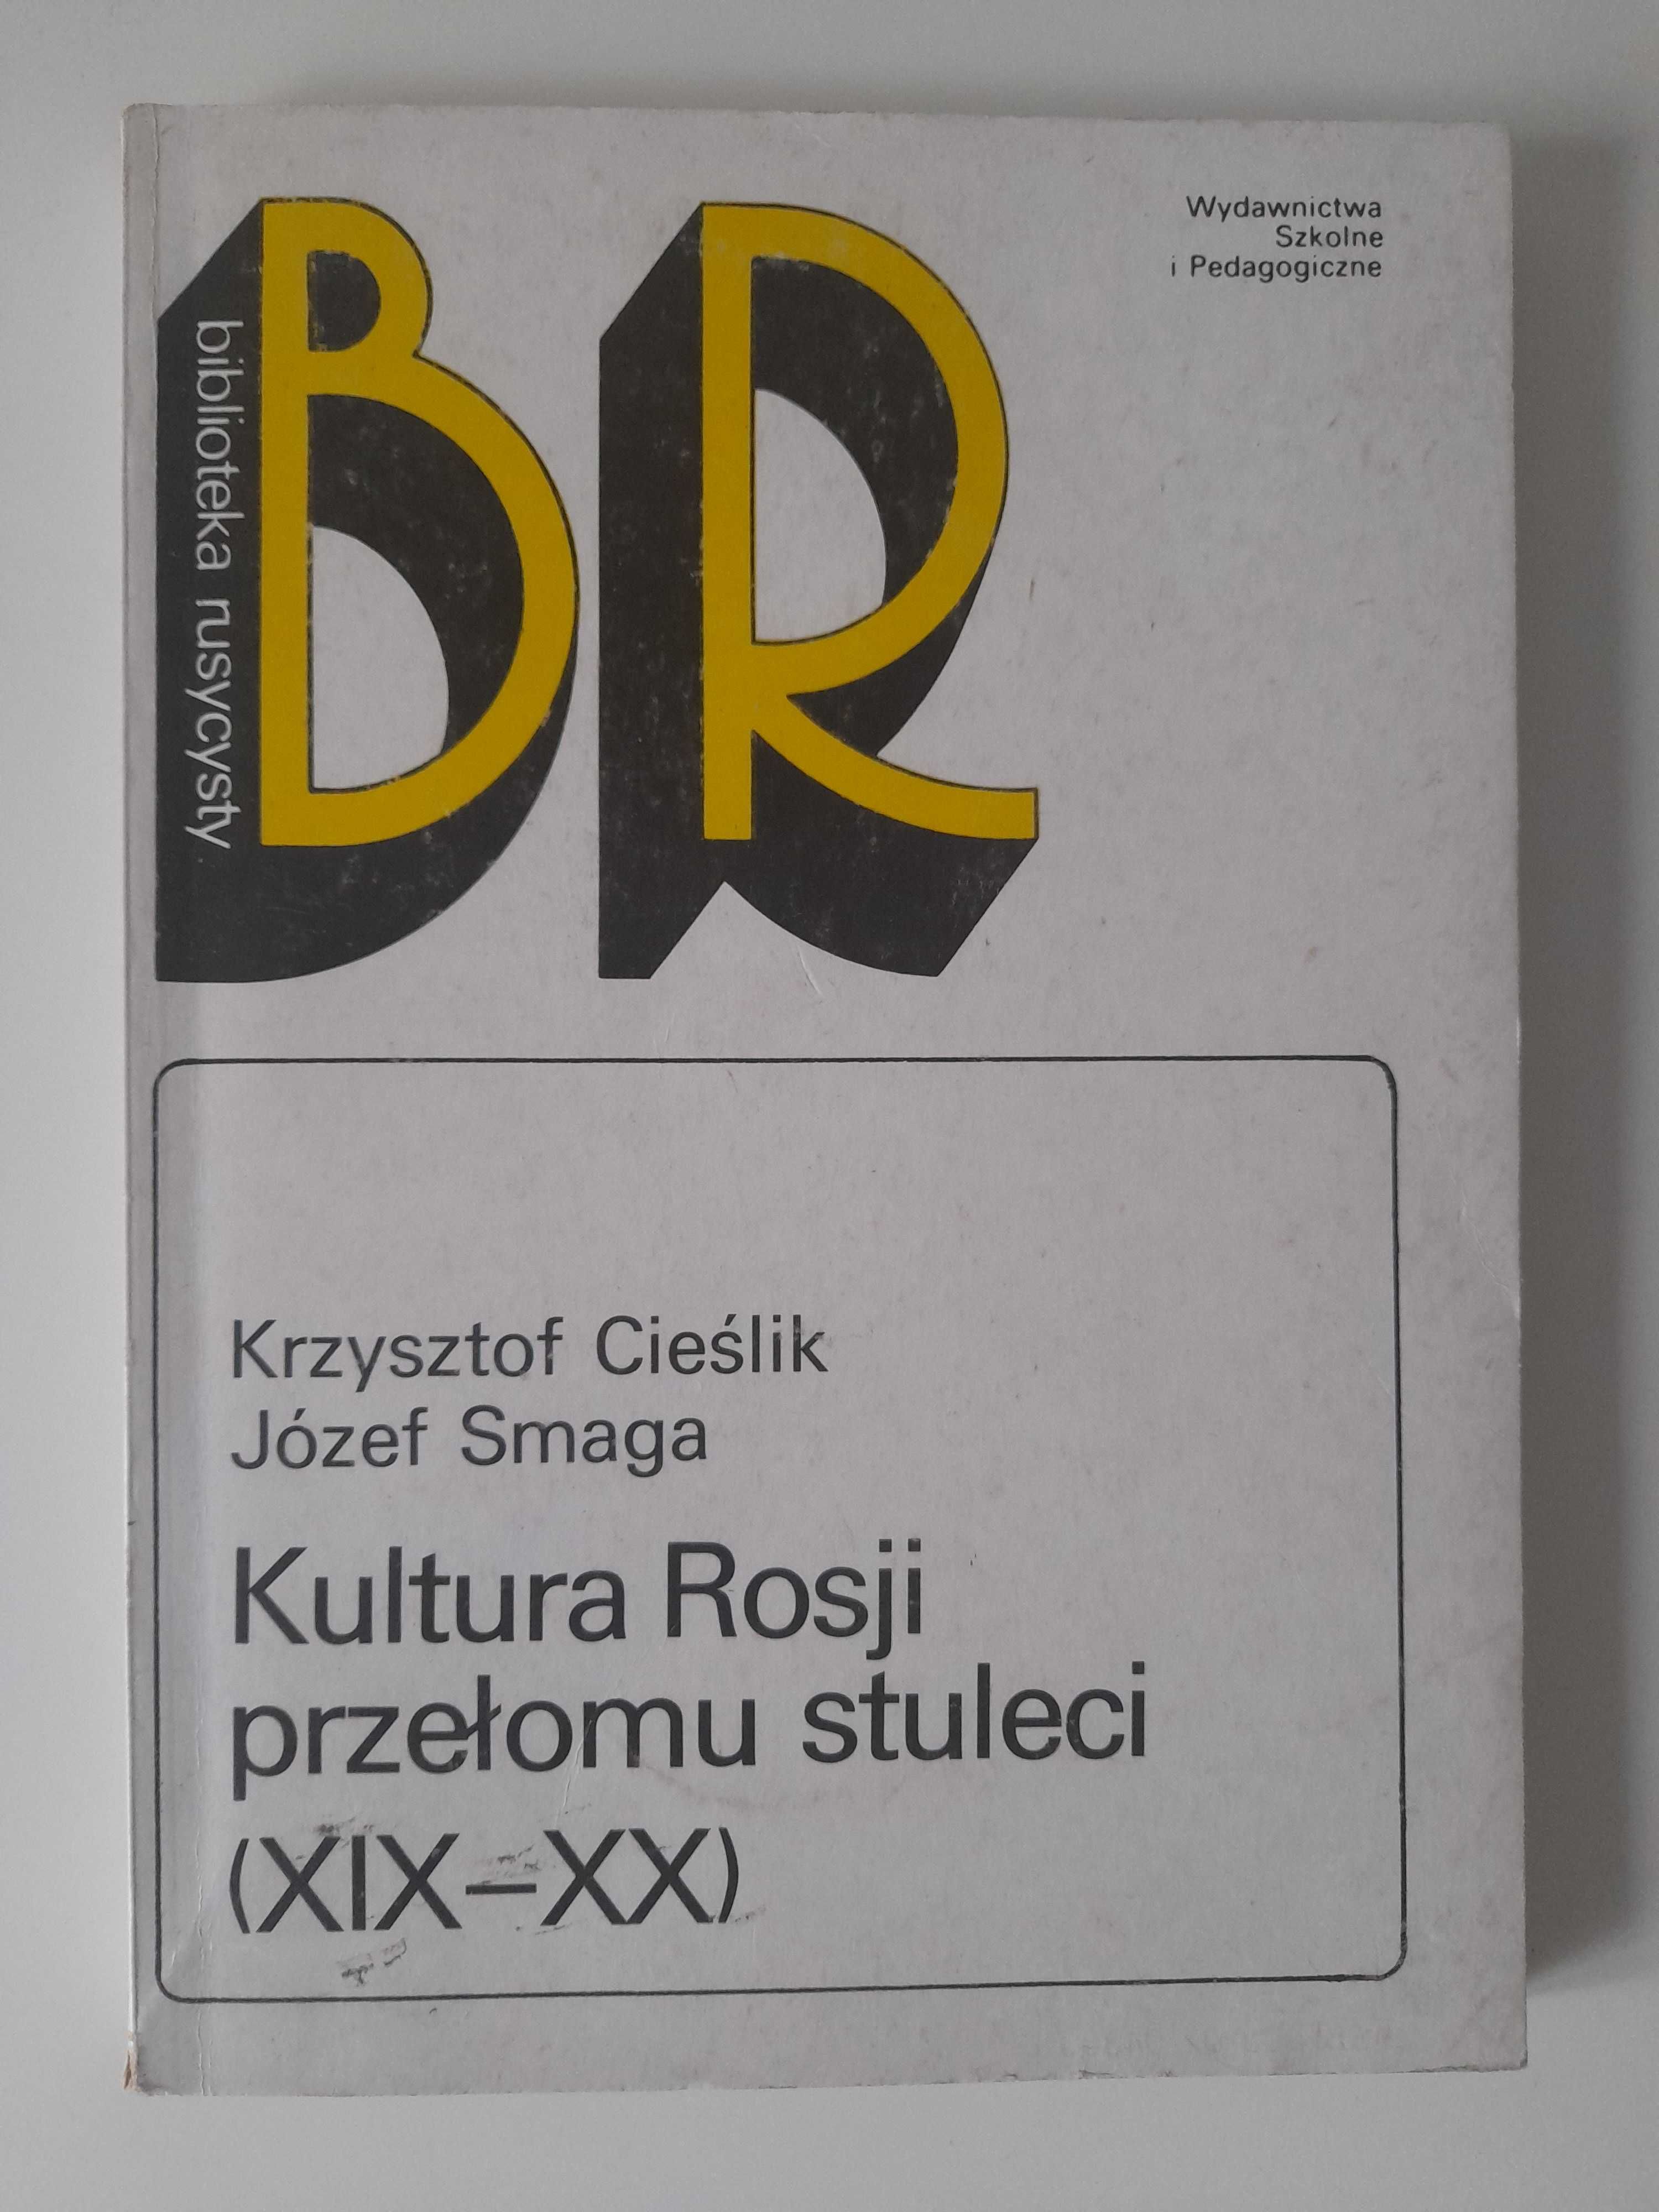 BR
biblioteka rusycysty
Wydawnictwa
Szkolne
i Pedagogiczne
Krzysztof Cieślik
Józef Smaga
Kultura Rosji
przełomu stuleci
(XIX–XX)